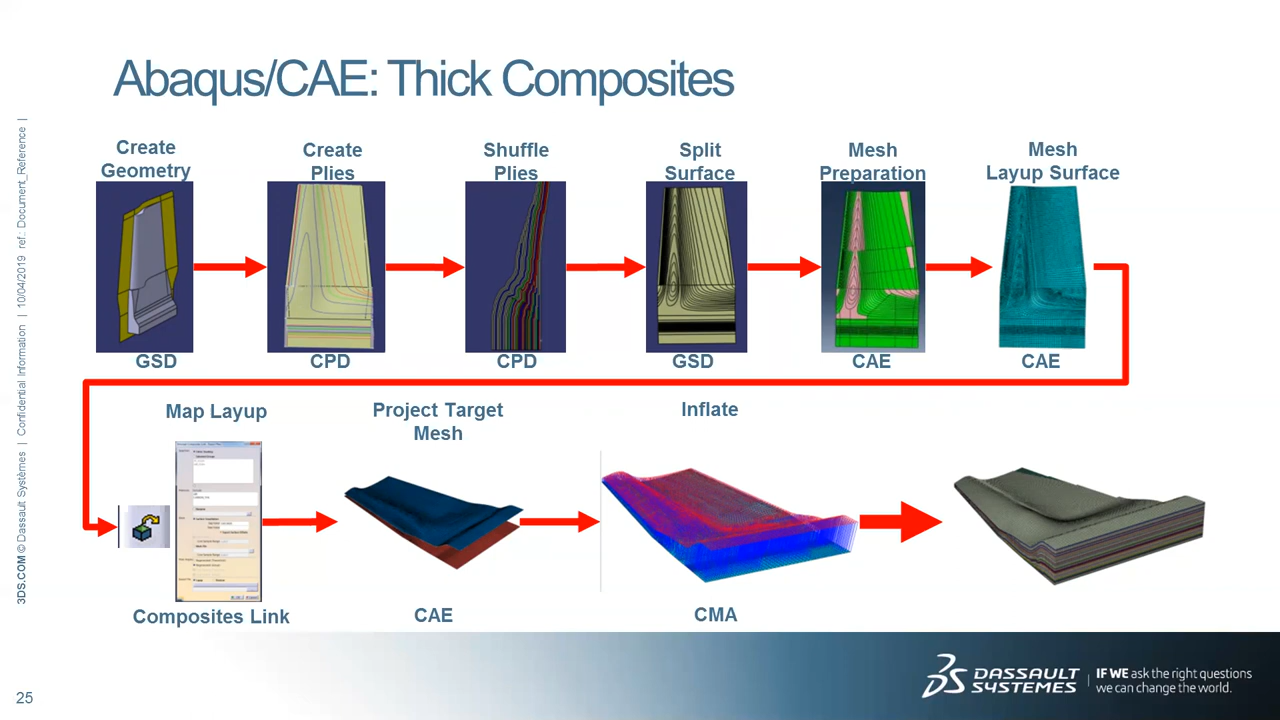 Abaqus/CAE: Thick Composites
Create
Geometry
Create
Plies
Shuffle
Plies
Split
Surface
Mesh
Preparation
Mesh
Layup Surface
GSD
CPD
CPD
GSD
CAE
CAE
Map Layup
Project Target
Mesh
Inflate
Composites Link
CAE
CMA
3DS.COM © Dassault Systèmes | Confidential Information | 10/04/2019 ref.: Document_Reference |
25
DASSAULT
SYSTEMES
IF WE ask the right questions
we can change the world.